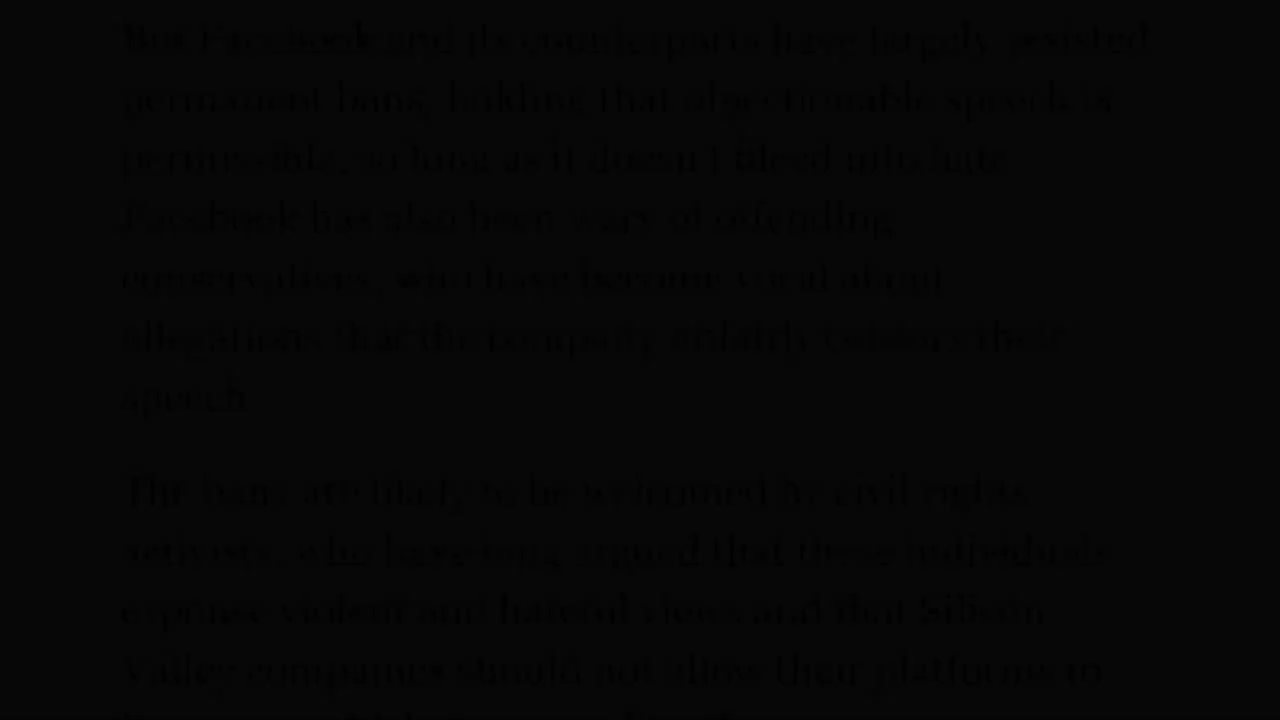 But Facebook and its counterparts have largely resisted
permanent bans, holding that objectionable speech is
permissible, so long as it doesn't bleed into hate.
Facebook has also been wary of offending
conservatives, who have become vocal about
allegations that the company unfairly censors their
speech.
The bans are likely to be welcomed by civil rights
activists, who have long argued that these individuals
espouse violent and hateful views and that Silicon
Valley companies should not allow their platforms to